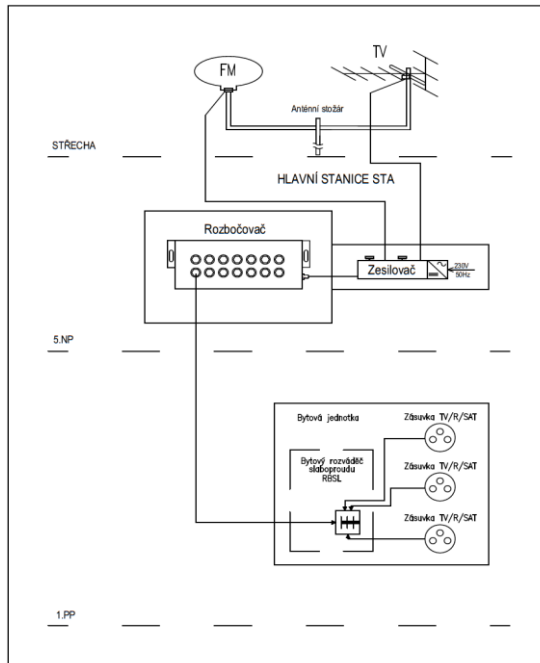 FM
TV
Anténní stožár
STŘECHA
HLAVNÍ STANICE STA
Rozbočovač
Zesilovač
230V
50Hz
5.NP
Bytová jednotka
Zásuvka TV/R/SAT
Bytový rozváděč
slaboproudu
RBSL
Zásuvka TV/R/SAT
Zásuvka TV/R/SAT
1.PP